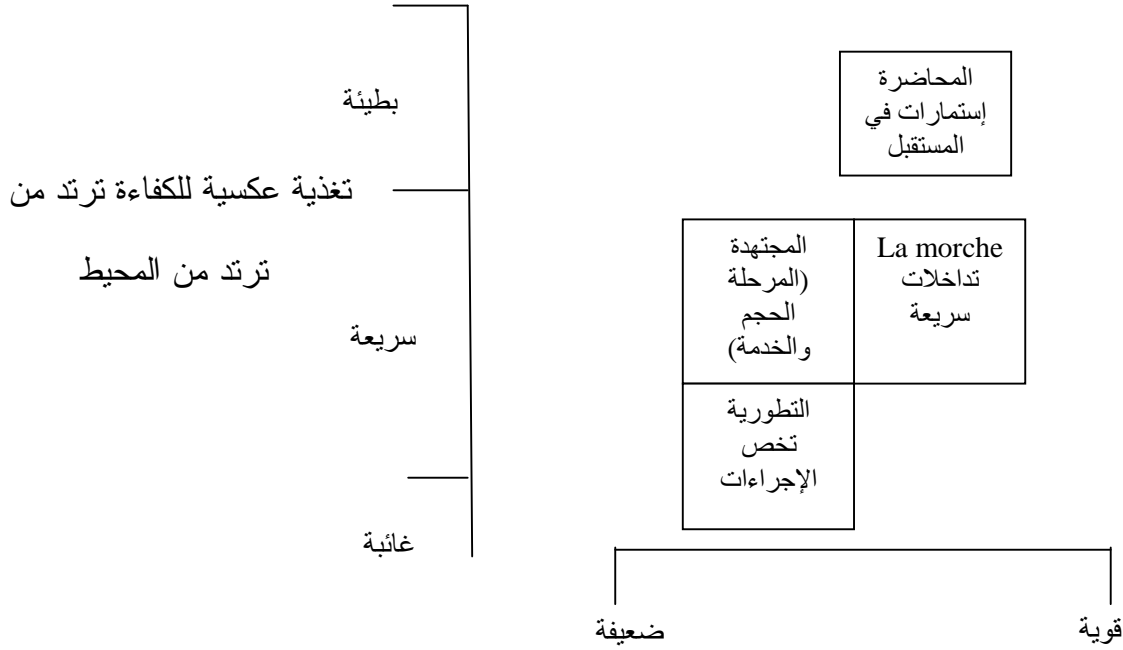 المحاضرة
إستمارات في
المستقبل
بطيئة
تغذية عكسية للكفاءة ترتد من
ترتد من المحيط
La morche
تداخلات
سريعة
المجتهدة
(المرحلة
الحجم
والخدمة)
سريعة
التطورية
تخص
الإجراءات
غائبة
قوية
ضعيفة